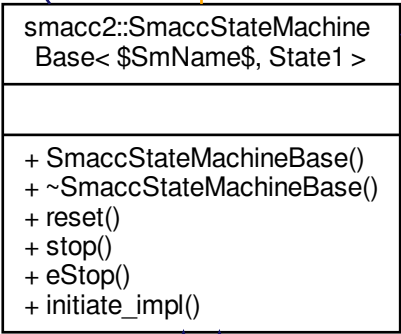 smacc2::SmaccStateMachine
Base< $SmName$, State1 >
+ SmaccStateMachineBase()
+ ~SmaccStateMachineBase()
+ reset()
+ stop()
+ eStop()
+ initiate_impl()